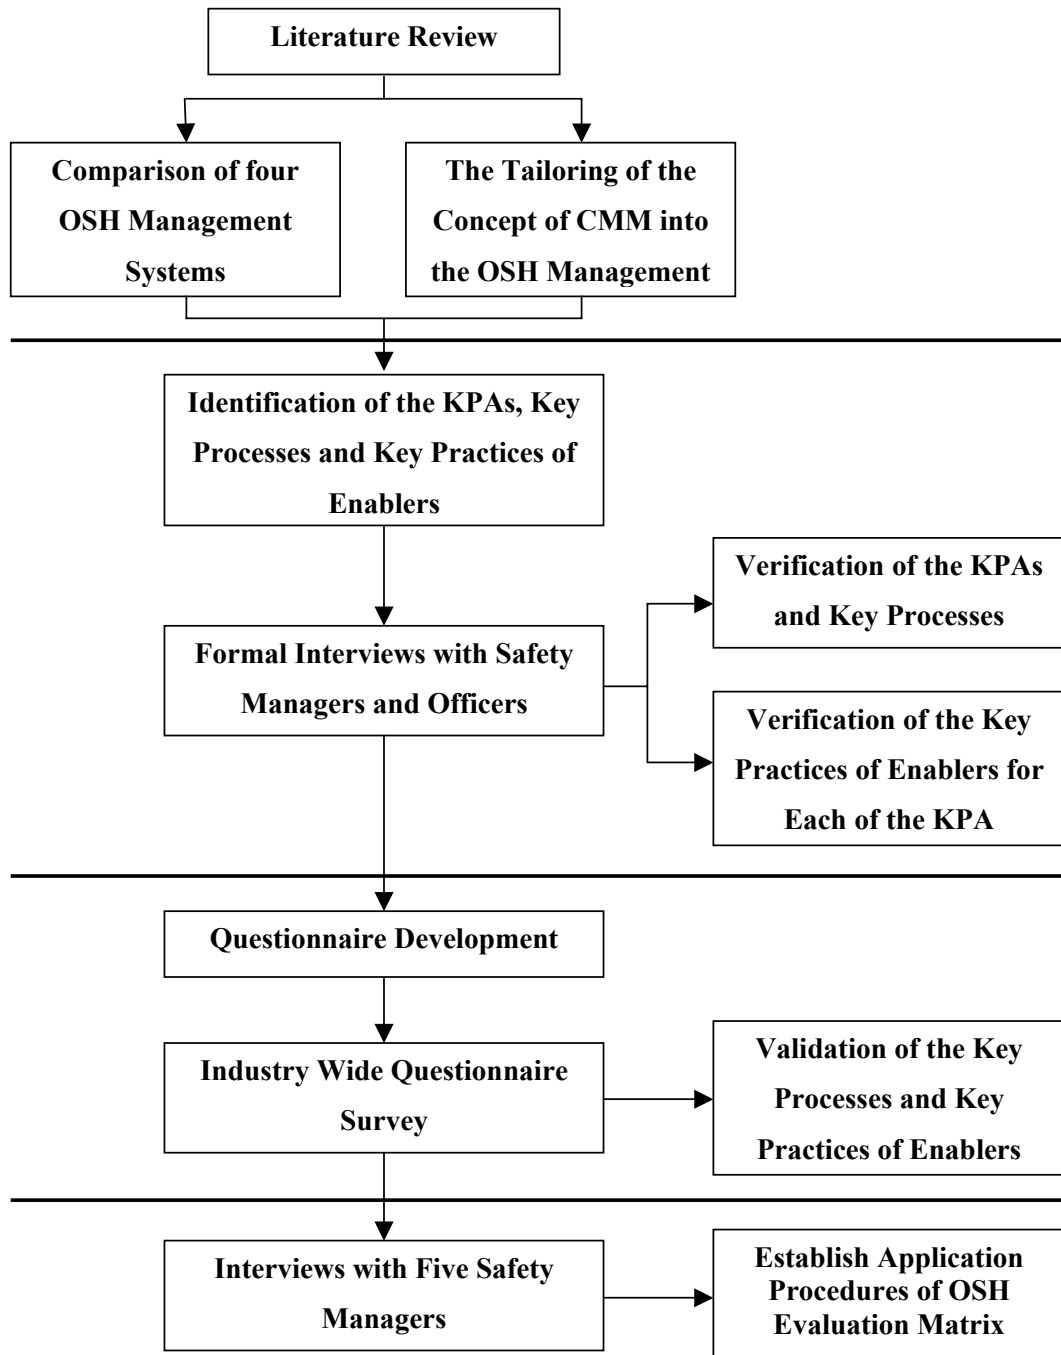 Literature Review
Comparison of four
OSH Management
Systems
The Tailoring of the
Concept of CMM into
the OSH Management
Identification of the KPAs, Key
Processes and Key Practices of
Enablers
Formal Interviews with Safety
Managers and Officers
Verification of the KPAs
and Key Processes
Verification of the Key
Practices of Enablers for
Each of the KPA
Questionnaire Development
Industry Wide Questionnaire
Survey
Validation of the Key
Processes and Key
Practices of Enablers
Interviews with Five Safety
Managers
Establish Application
Procedures of OSH
Evaluation Matrix